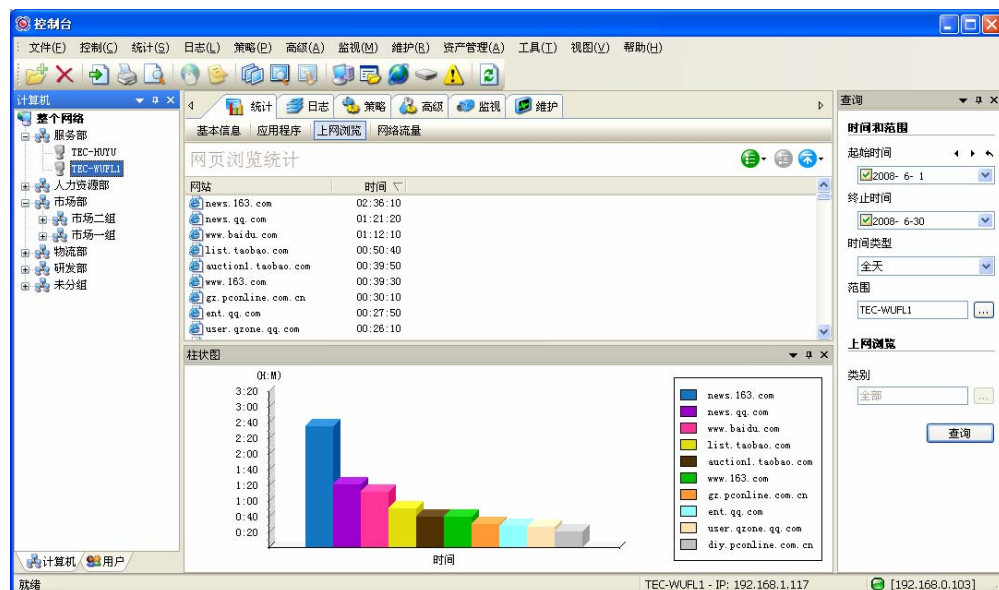 控制台
文件(F) 控制(C) 统计(S) 日志(L) 策略(P) 高级(A) 监视(M) 维护(R) 资产管理(A) 工具(T) 视图(V) 帮助(H)
计算机
整个网络
服务部
TEC-HUYU
TEC-WUFL1
人力资源部
市场部
市场二组
市场一组
物流部
研发部
未分组
计算机 用户
统计 日志 策略 高级 监视 维护
基本信息 应用程序 上网浏览 网络流量
网页浏览统计
网站 时间
news.163.com 02:36:10
news.qq.com 01:21:20
www.baidu.com 01:12:10
list.taobao.com 00:50:40
auction1.taobao.com 00:39:50
www.163.com 00:39:30
gz.pconline.com.cn 00:30:10
ent.qq.com 00:27:50
user.qzone.qq.com 00:26:10
柱状图
(H:M)
3:20
3:00
2:40
2:20
2:00
1:40
1:20
1:00
0:40
0:20
时间
news.163.com
news.qq.com
www.baidu.com
list.taobao.com
auction1.taobao.com
www.163.com
gz.pconline.com.cn
ent.qq.com
user.qzone.qq.com
diy.pconline.com.cn
查询
时间和范围
起始时间
2008- 6- 1
终止时间
2008- 6-30
时间类型
全天
范围
TEC-WUFL1
...
上网浏览
类别
全部
...
查询
就绪
TEC-WUFL1 - IP: 192.168.1.117
[192.168.0.103]